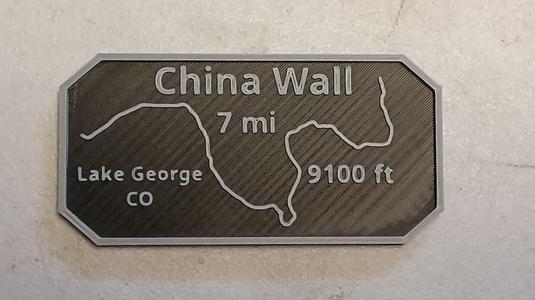 China Wall
7 mi
Lake George
CO
9100 ft